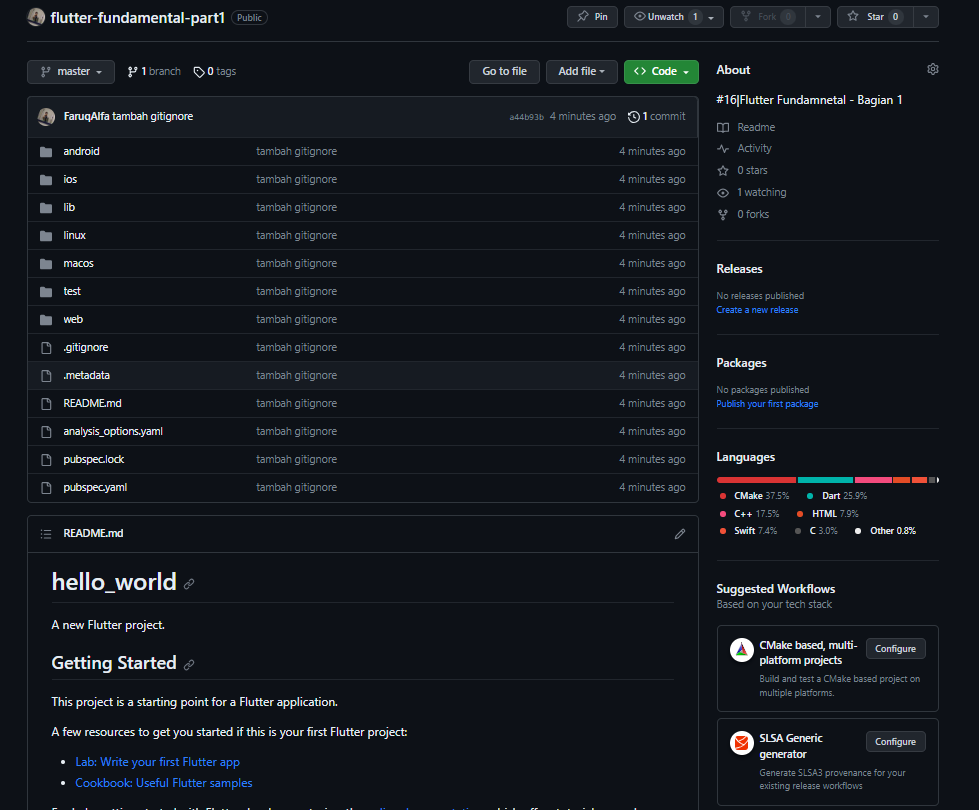 flutter-fundamental-part1 Public Pin Unwatch 1 Fork 0 Star 0
master 1 branch 0 tags Go to file Add file Code
FaruqAlfa tambah gitignore a44b93b 4 minutes ago 1 commit
android tambah gitignore 4 minutes ago
ios tambah gitignore 4 minutes ago
lib tambah gitignore 4 minutes ago
linux tambah gitignore 4 minutes ago
macos tambah gitignore 4 minutes ago
test tambah gitignore 4 minutes ago
web tambah gitignore 4 minutes ago
.gitignore tambah gitignore 4 minutes ago
.metadata tambah gitignore 4 minutes ago
README.md tambah gitignore 4 minutes ago
analysis_options.yaml tambah gitignore 4 minutes ago
pubspec.lock tambah gitignore 4 minutes ago
pubspec.yaml tambah gitignore 4 minutes ago
README.md
hello_world
A new Flutter project.
Getting Started
This project is a starting point for a Flutter application.
A few resources to get you started if this is your first Flutter project:
Lab: Write your first Flutter app
Cookbook: Useful Flutter samples
About
#16|Flutter Fundamnetal - Bagian 1
Readme
Activity
0 stars
1 watching
0 forks
Releases
No releases published
Create a new release
Packages
No packages published
Publish your first package
Languages
CMake 37.5% Dart 25.9%
C++ 17.5% HTML 7.9%
Swift 7.4% C 3.0% Other 0.8%
Suggested Workflows
Based on your tech stack
CMake based, multi-
platform projects
Configure
Build and test a CMake based project on
multiple platforms.
SLSA Generic
generator
Configure
Generate SLSA3 provenance for your
existing release workflows